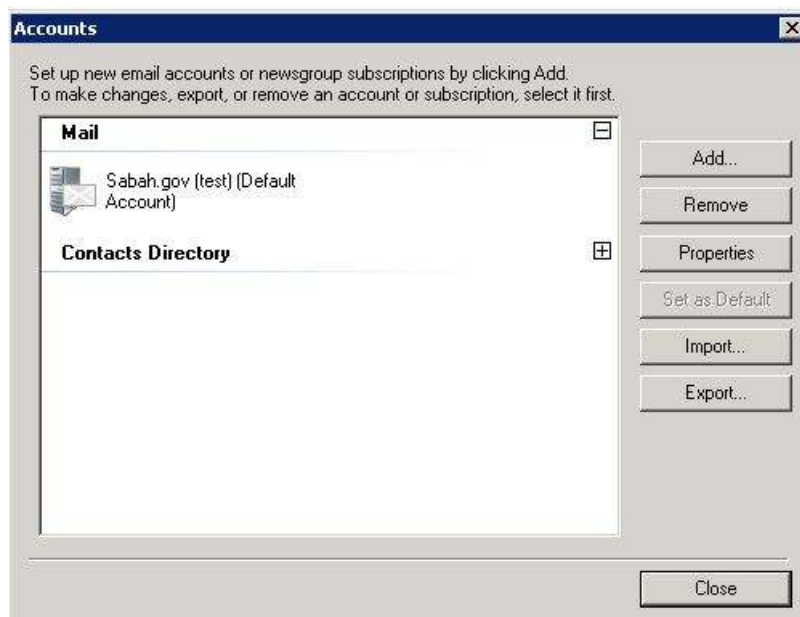 Accounts
Set up new email accounts or newsgroup subscriptions by clicking Add.
To make changes, export, or remove an account or subscription, select it first.
Mail
Sabah.gov (test) (Default
Account)
Contacts Directory
Add...
Remove
Properties
Set as Default
Import...
Export...
Close